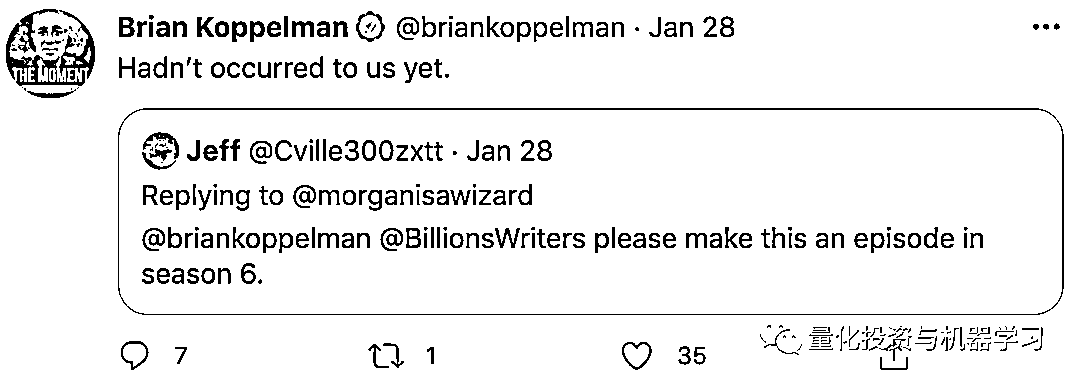 Brian Koppelman @briankoppelman · Jan 28
THE MOMENT
Hadn't occurred to us yet.
Jeff @Cville300zxtt · Jan 28
Replying to @morganisawizard
@briankoppelman @BillionsWriters please make this an episode in
season 6.
7 1 35
量化投资与机器学习